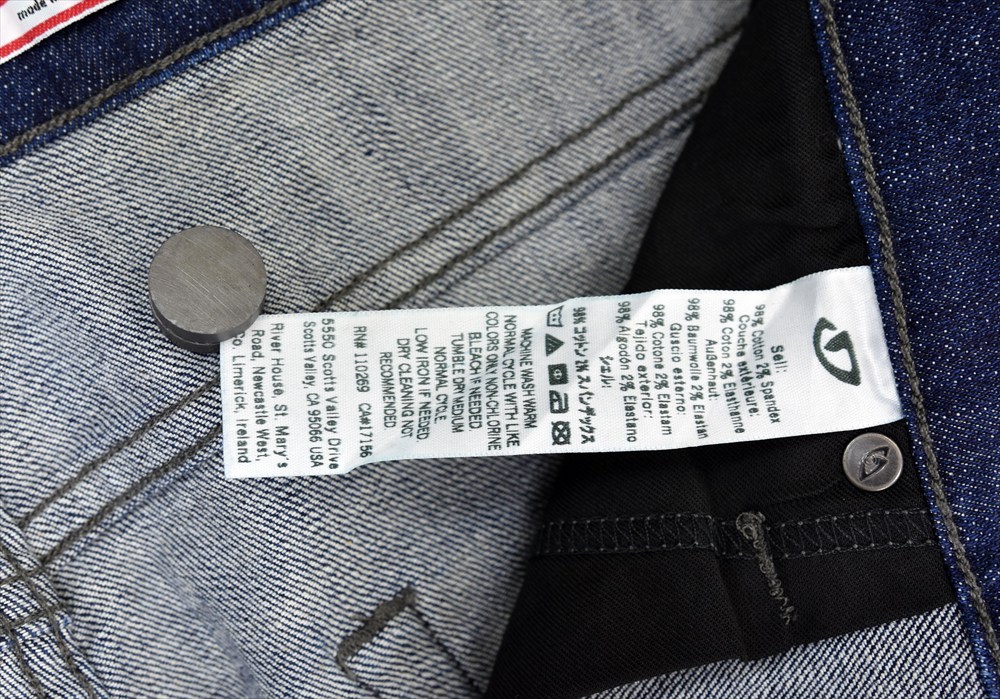 made
Sell:
98% Cotton 2% Spandex
Couche extérieure:
98% Coton 2% Elasthanne
Außenhaut:
98% Baumwolle 2% Elastan
Guscio esterno:
98% Cotone 2% Elastam
Tejido exterior:
98% Algodón 2% Elastano
シェル:
98% コットン 2% スパンデックス
MACHINE WASH WARM
NORMAL CYCLE WITH LIKE
COLORS ONLY, NON-CHLORINE
BLEACH IF NEEDED
TUMBLE DRY MEDIUM
NORMAL CYCLE.
LOW IRON IF NEEDED.
DRY CLEANING NOT
RECOMMENDED
RN# 110269 CA#17156
5550 Scotts Valley Drive
Scotts Valley, CA 95066 USA
River House, St. Mary's
Road, Newcastle West,
Co. Limerick, Ireland